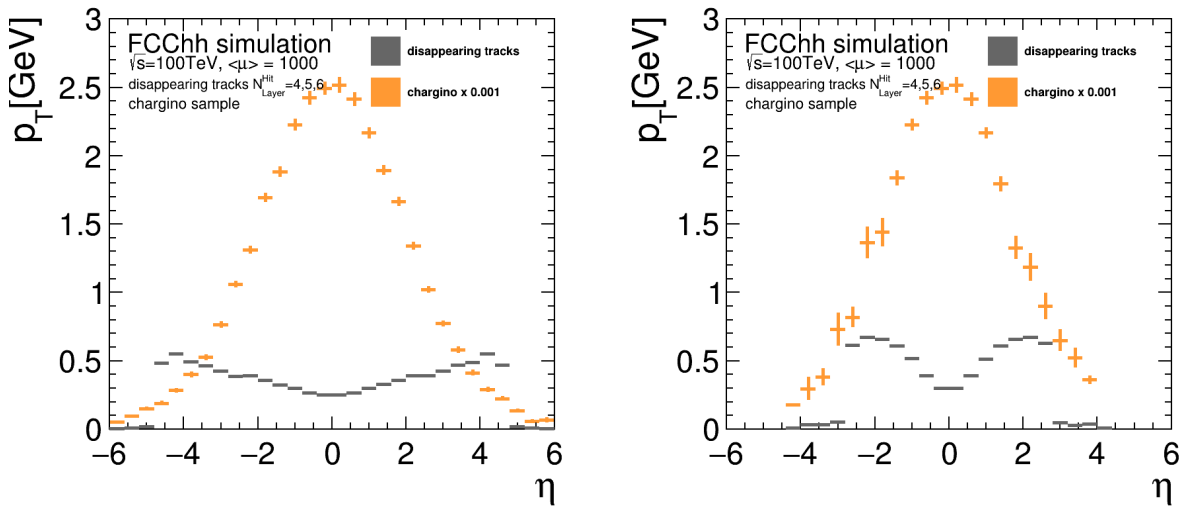 3
2.5
2
1.5
1
0.5
0
p_T[GeV]
FCChh simulation
√s=100TeV, <μ> = 1000
disappearing tracks N^Hit_Layer=4,5,6
chargino sample
disappearing tracks
chargino x 0.001
−6 −4 −2 0 2 4 6
η
3
2.5
2
1.5
1
0.5
0
p_T[GeV]
FCChh simulation
√s=100TeV, <μ> = 1000
disappearing tracks N^Hit_Layer=4,5,6
chargino sample
disappearing tracks
chargino x 0.001
−6 −4 −2 0 2 4 6
η